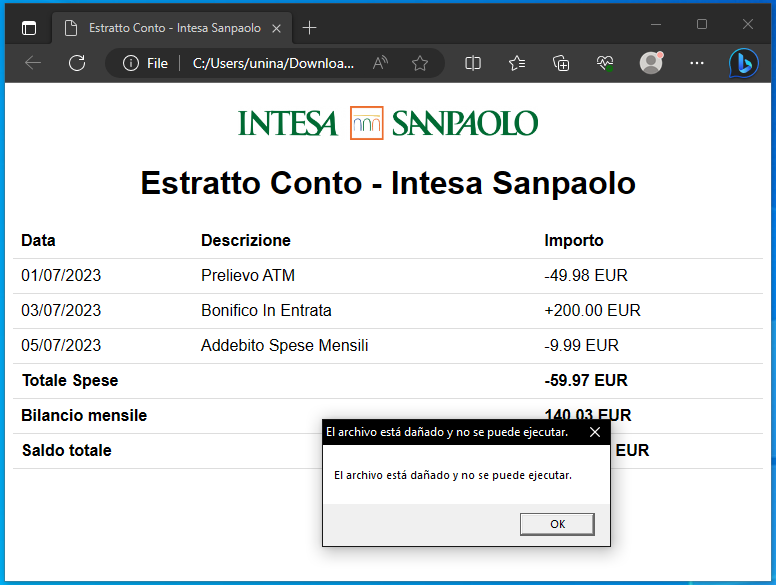 Estratto Conto - Intesa Sanpaolo
File C:/Users/unina/Downloa...
INTESA SANPAOLO
Estratto Conto - Intesa Sanpaolo
Data Descrizione Importo
01/07/2023 Prelievo ATM -49.98 EUR
03/07/2023 Bonifico In Entrata +200.00 EUR
05/07/2023 Addebito Spese Mensili -9.99 EUR
Totale Spese -59.97 EUR
Bilancio mensile 140.03 EUR
Saldo totale EUR
El archivo está dañado y no se puede ejecutar.
El archivo está dañado y no se puede ejecutar.
OK